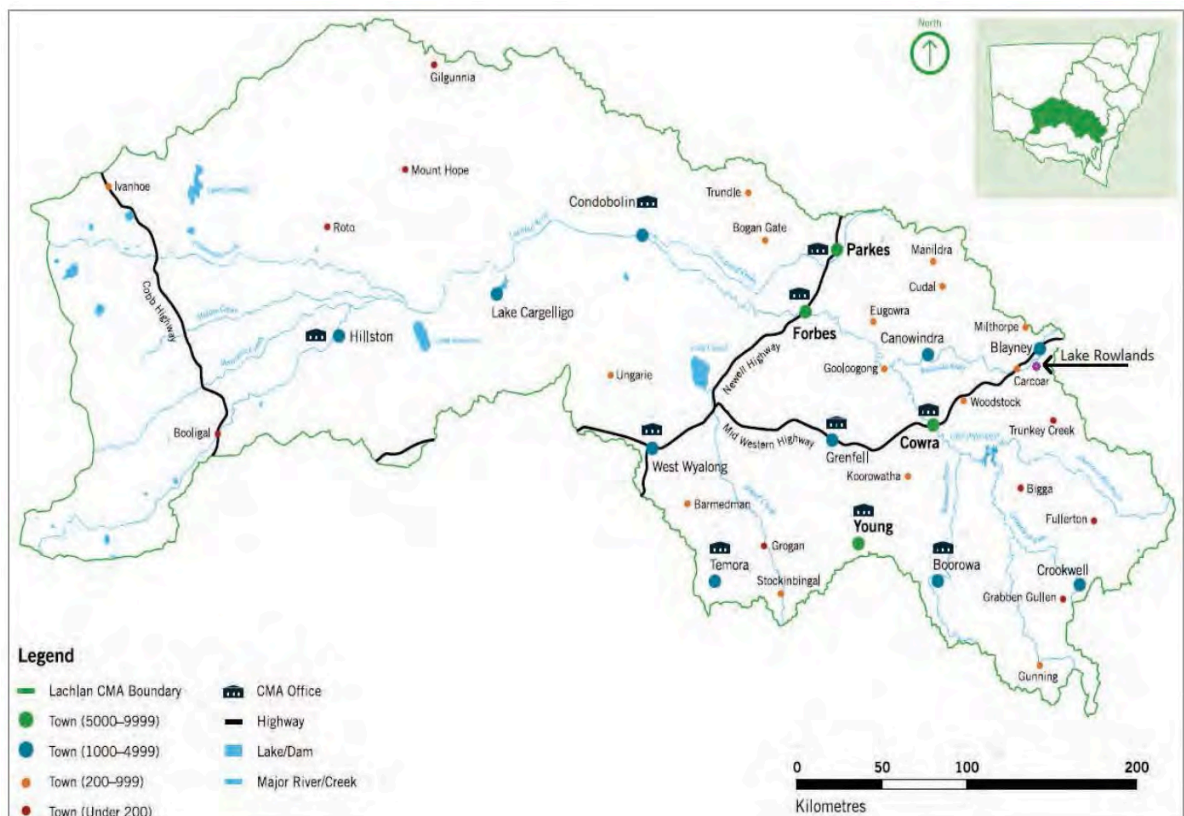 North
Gilgunnia
Mount Hope
Ivanhoe
Trundle
Condobolin
Roto
Bogan Gate
Parkes
Manildra
Cudal
Cobb Highway
Lake Cargelligo
Eugowra
Forbes
Milthorpe
Hillston
Canowindra
Blayney
Lake Rowlands
Newell Highway
Gooloogong
Carcoar
Ungarie
Woodstock
Booligal
Mid Western Highway
Cowra
Trunkey Creek
West Wyalong
Grenfell
Koorowatha
Bigga
Barmedman
Fullerton
Young
Grogan
Temora
Boorowa
Crookwell
Stockinbingal
Grabben Gullen
Gunning
Legend
Lachlan CMA Boundary
CMA Office
Town (5000–9999)
Highway
Town (1000–4999)
Lake/Dam
Town (200–999)
Major River/Creek
Town (Under 200)
0 50 100 200
Kilometres